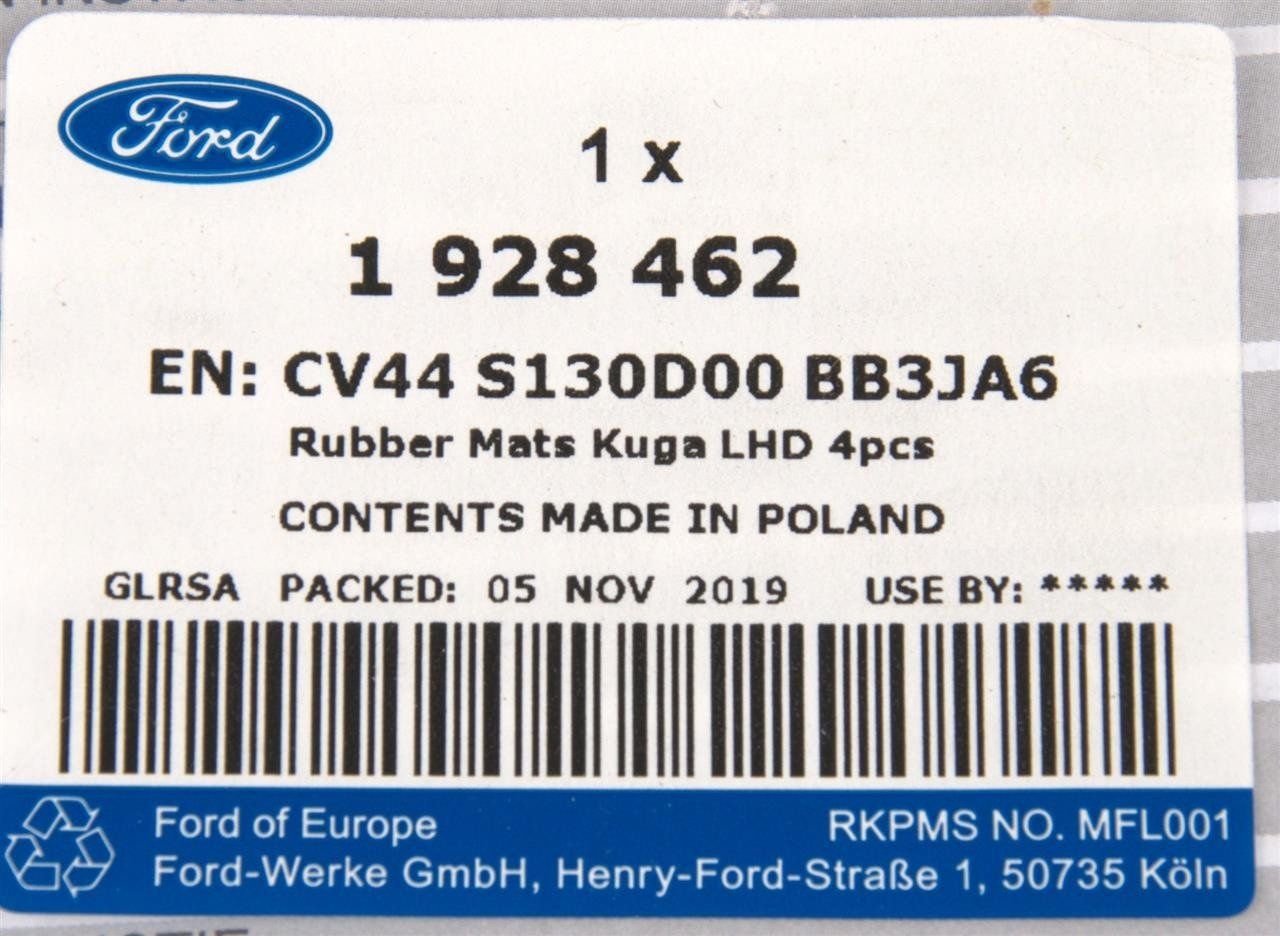 Ford
1 x
1 928 462
EN: CV44 S130D00 BB3JA6
Rubber Mats Kuga LHD 4pcs
CONTENTS MADE IN POLAND
GLRSA PACKED: 05 NOV 2019 USE BY: *****
Ford of Europe RKPMS NO. MFL001
Ford-Werke GmbH, Henry-Ford-Straße 1, 50735 Köln